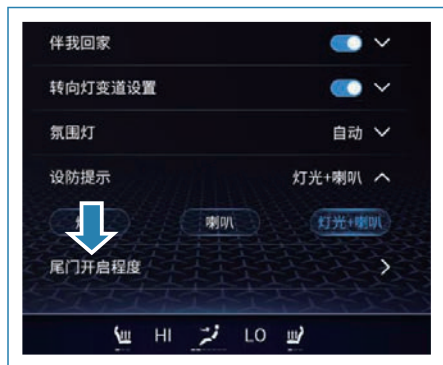 伴我回家
转向灯变道设置
氛围灯 自动
设防提示 灯光+喇叭
喇叭 灯光+喇叭
尾门开启程度
HI LO